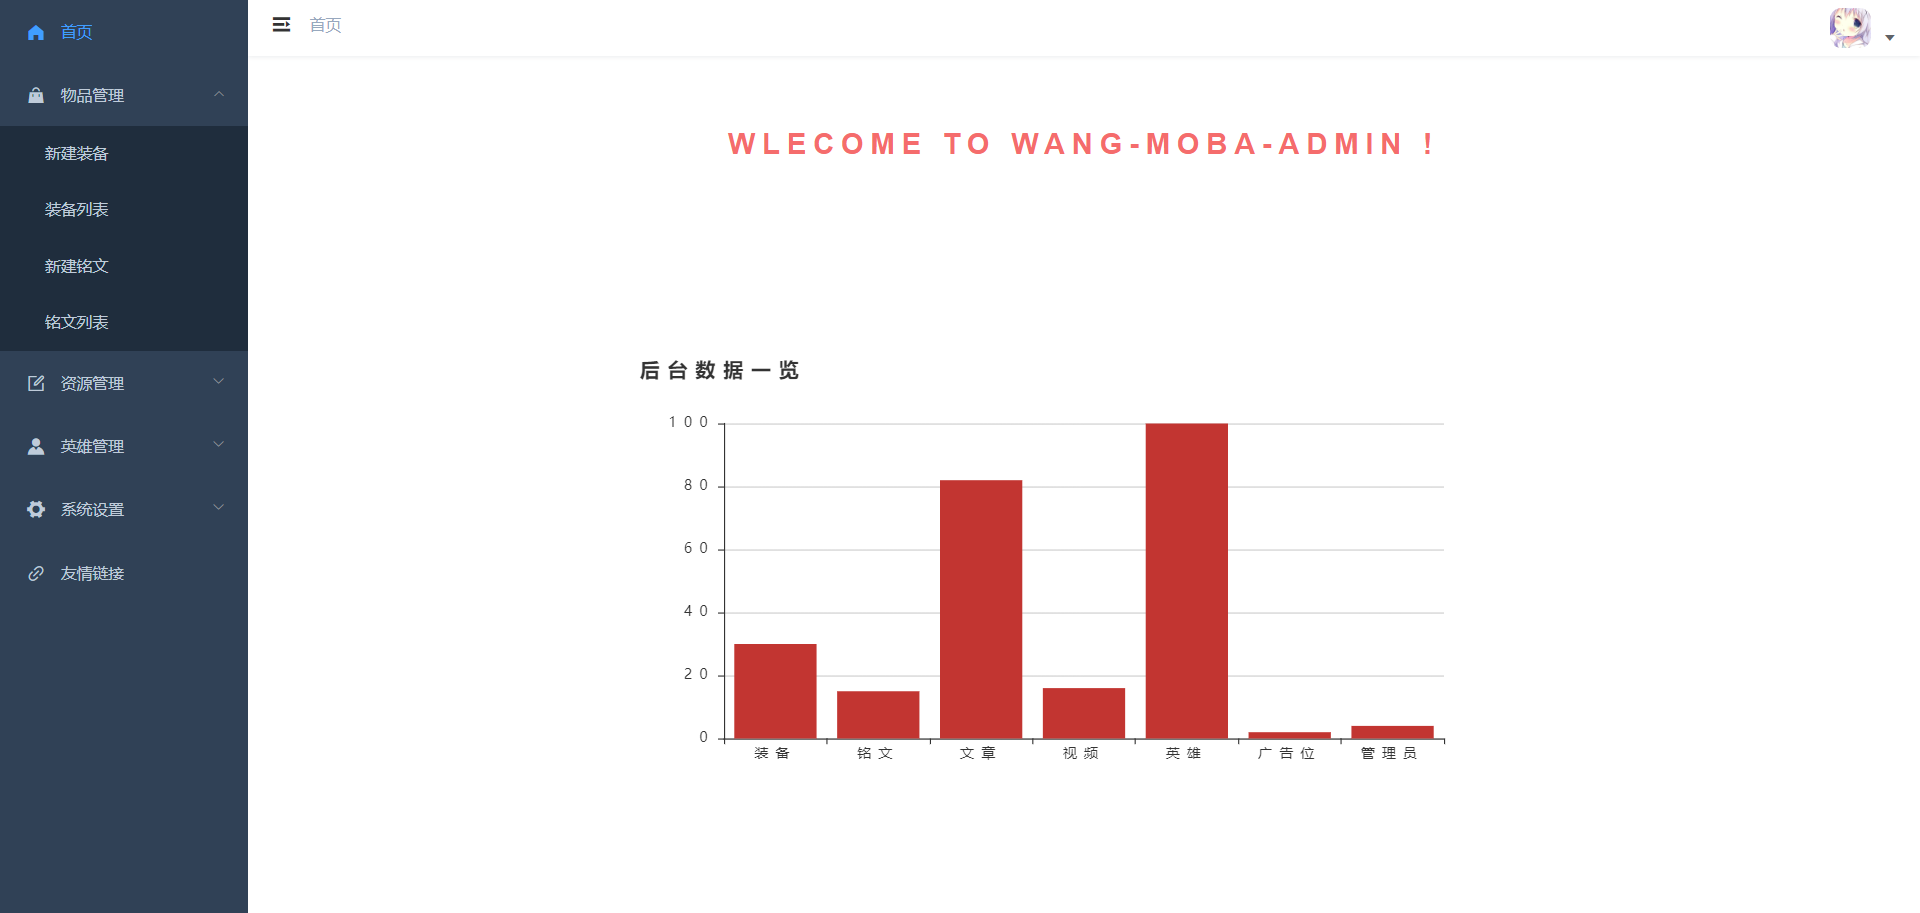 首页
物品管理
新建装备
装备列表
新建铭文
铭文列表
资源管理
英雄管理
系统设置
友情链接
首页
WLECOME TO WANG-MOBA-ADMIN !
后台数据一览
100
80
60
40
20
0
装备 铭文 文章 视频 英雄 广告位 管理员